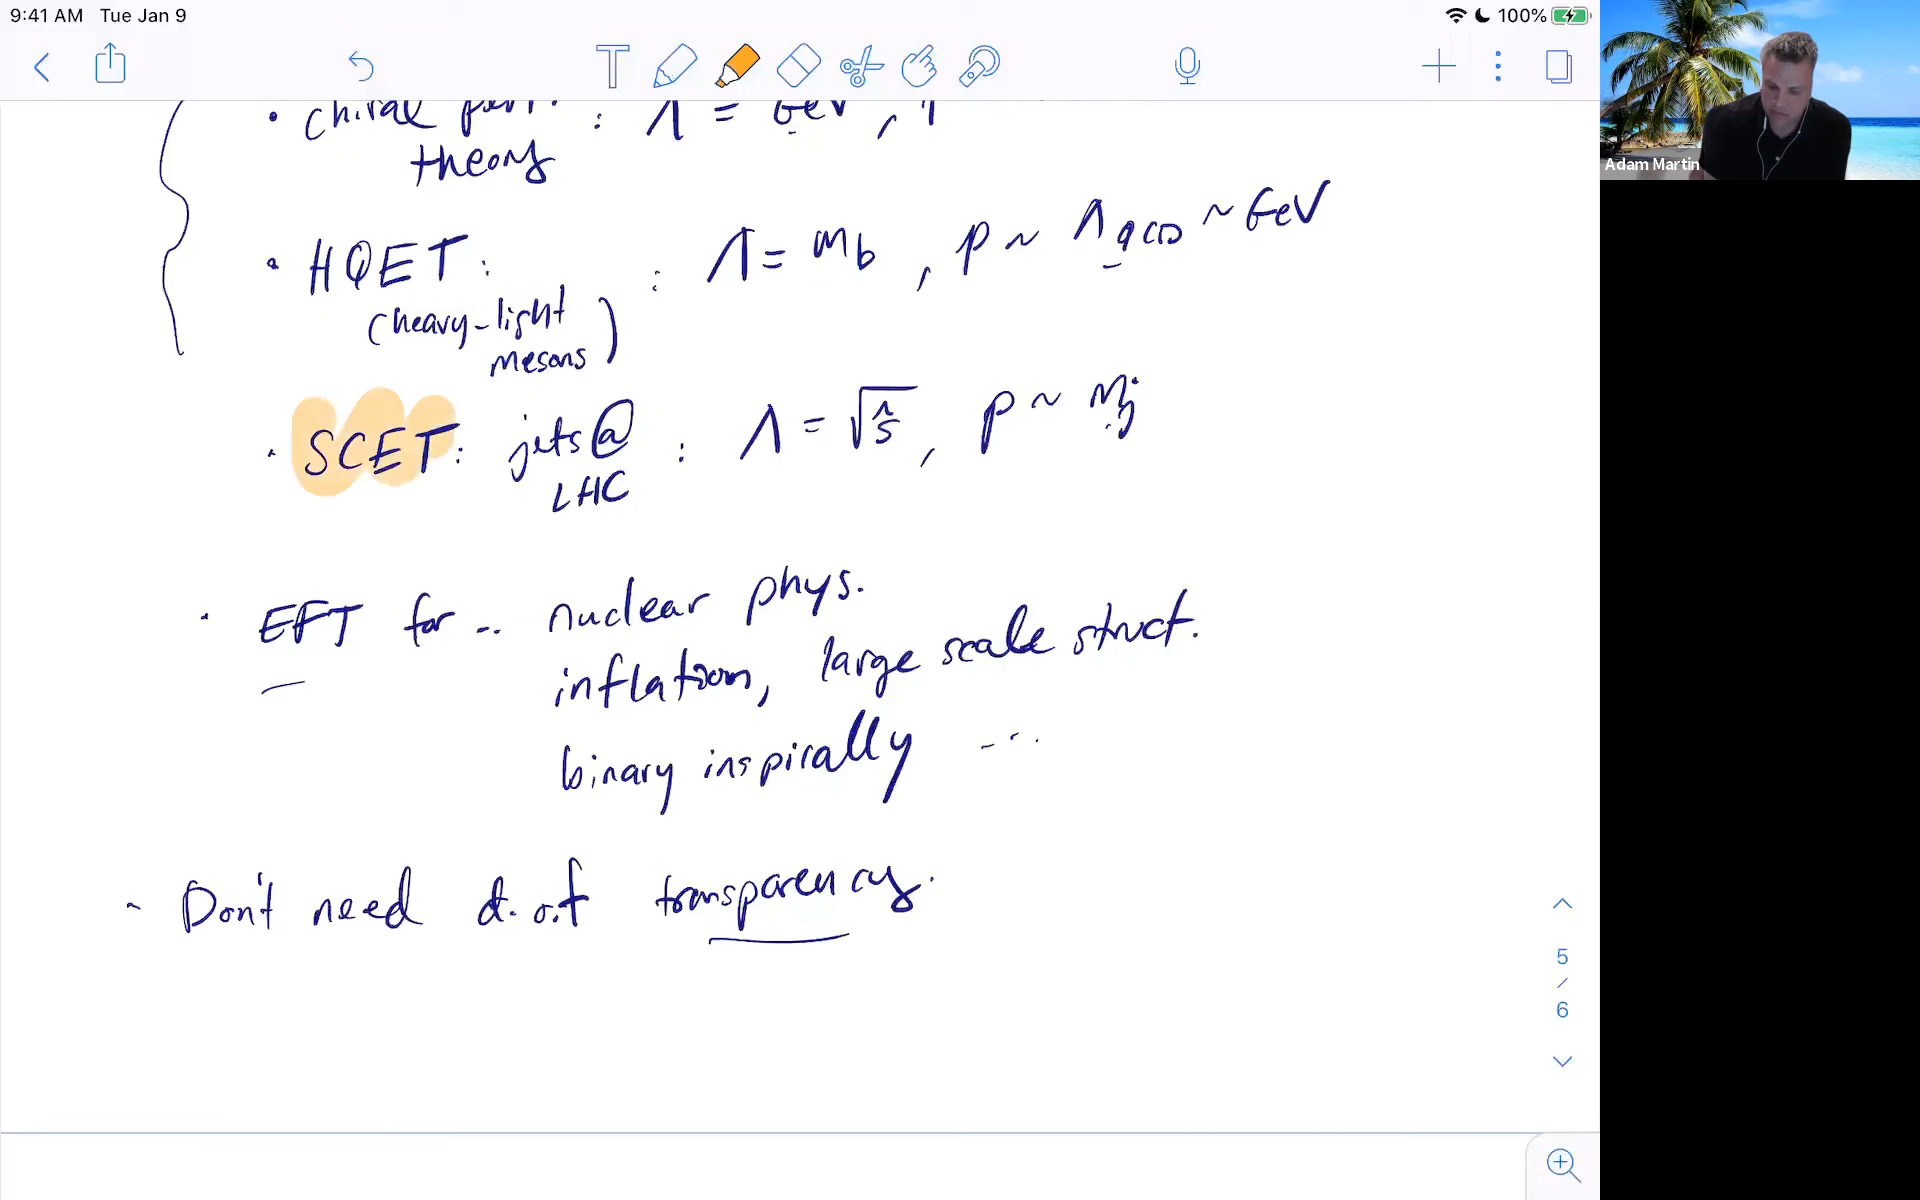 9:41 AM Tue Jan 9
100%
Adam Martin
• chiral pert. : Λ = GeV,
theory
• HQET: : Λ = m_b, p ~ Λ_QCD ~ GeV
(heavy-light
mesons)
• SCET: jets@ : Λ = √ŝ, p ~ m_j
LHC
• EFT for .. nuclear phys.
inflation, large scale struct.
binary inspirally ...
- Don't need d.o.f transparency.
5
/
6